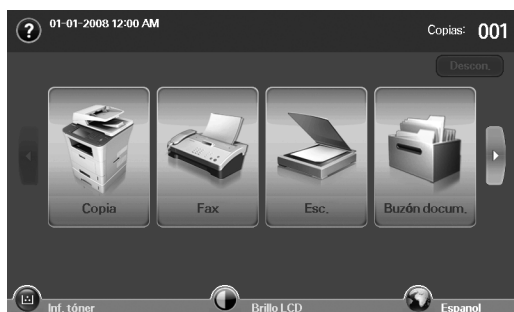 ? 01-01-2008 12:00 AM Copias: 001
Descon.
Copia Fax Esc. Buzón docum.
Inf. tóner Brillo LCD Espanol